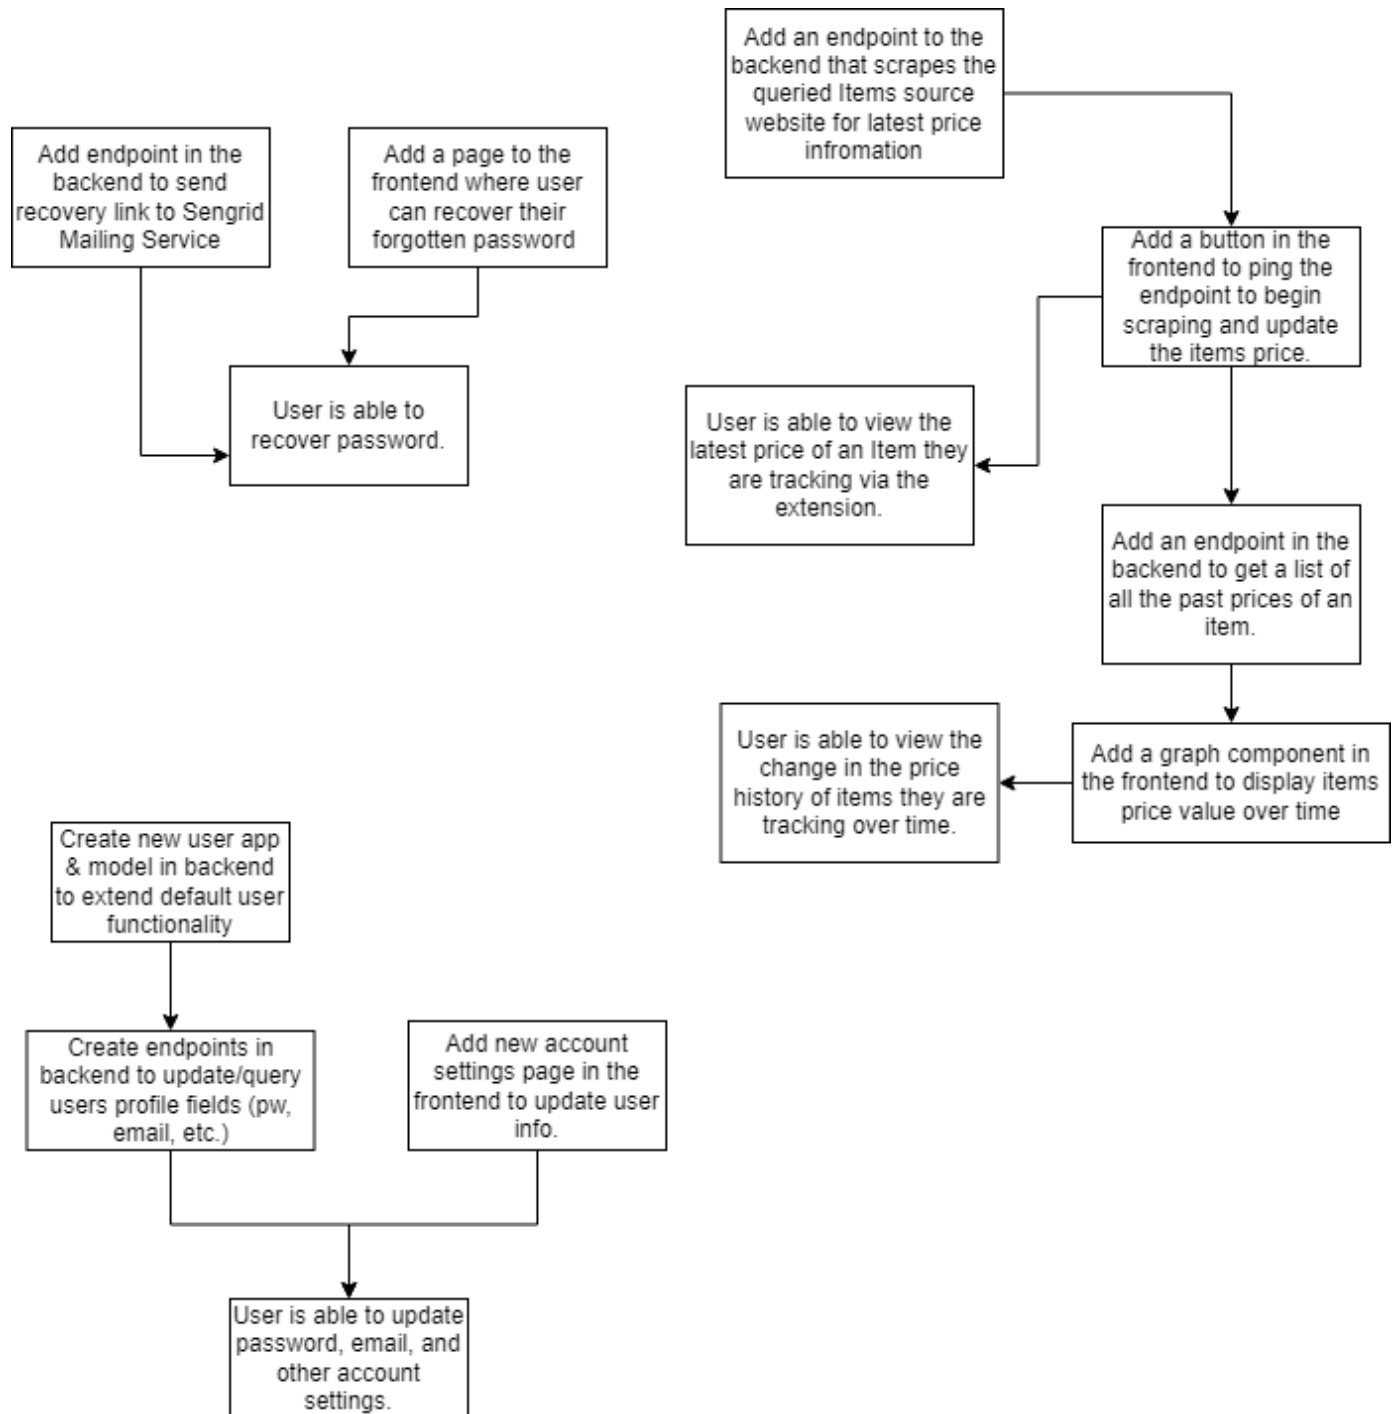 Add an endpoint to the
backend that scrapes the
queried Items source
website for latest price
infromation
Add endpoint in the
backend to send
recovery link to Sengrid
Mailing Service
Add a page to the
frontend where user
can recover their
forgotten password
Add a button in the
frontend to ping the
endpoint to begin
scraping and update
the items price.
User is able to
recover password.
User is able to view the
latest price of an Item they
are tracking via the
extension.
Add an endpoint in the
backend to get a list of
all the past prices of an
item.
User is able to view the
change in the price
history of items they are
tracking over time.
Add a graph component in
the frontend to display items
price value over time
Create new user app
& model in backend
to extend default user
functionality
Create endpoints in
backend to update/query
users profile fields (pw,
email, etc.)
Add new account
settings page in the
frontend to update user
info.
User is able to update
password, email, and
other account
settings.